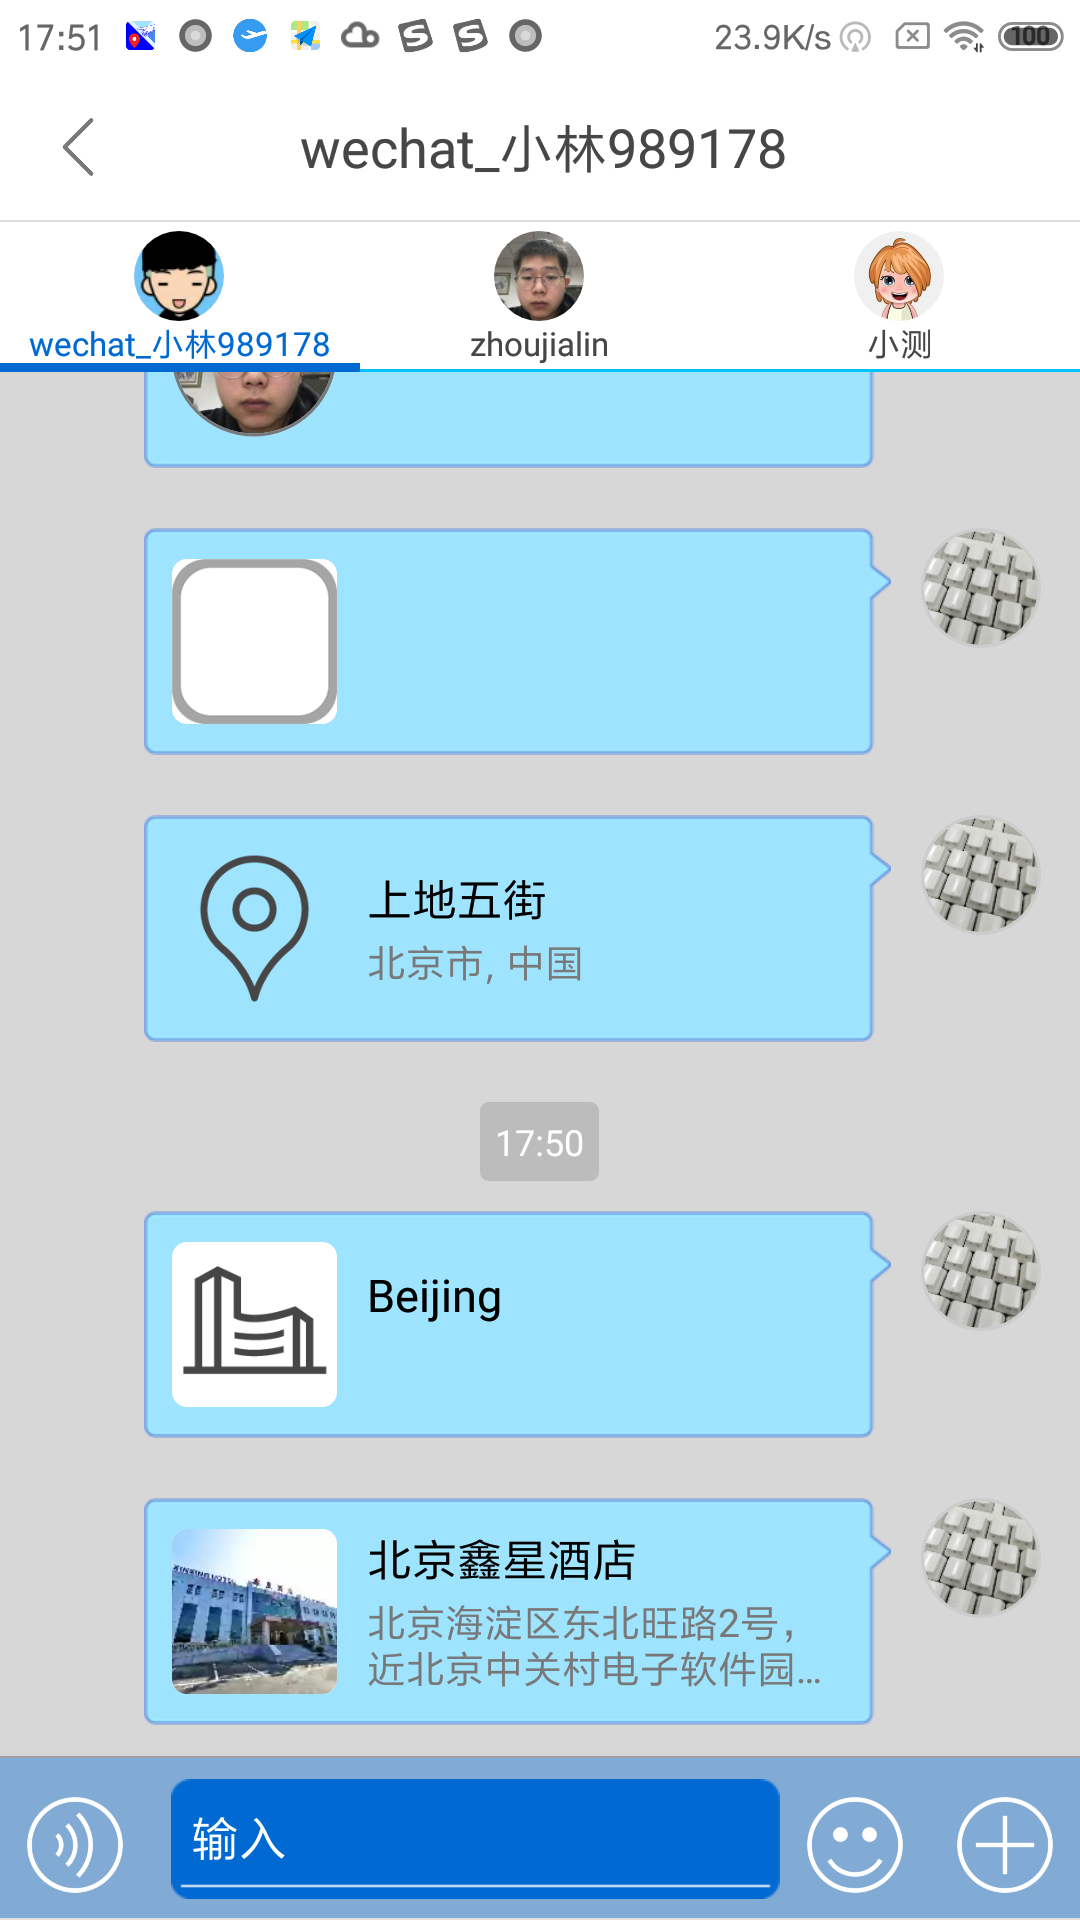 17:51
23.9K/s
100
wechat_小林989178
wechat_小林989178
zhoujialin
小测
上地五街
北京市, 中国
17:50
Beijing
北京鑫星酒店
北京海淀区东北旺路2号，
近北京中关村电子软件园...
输入